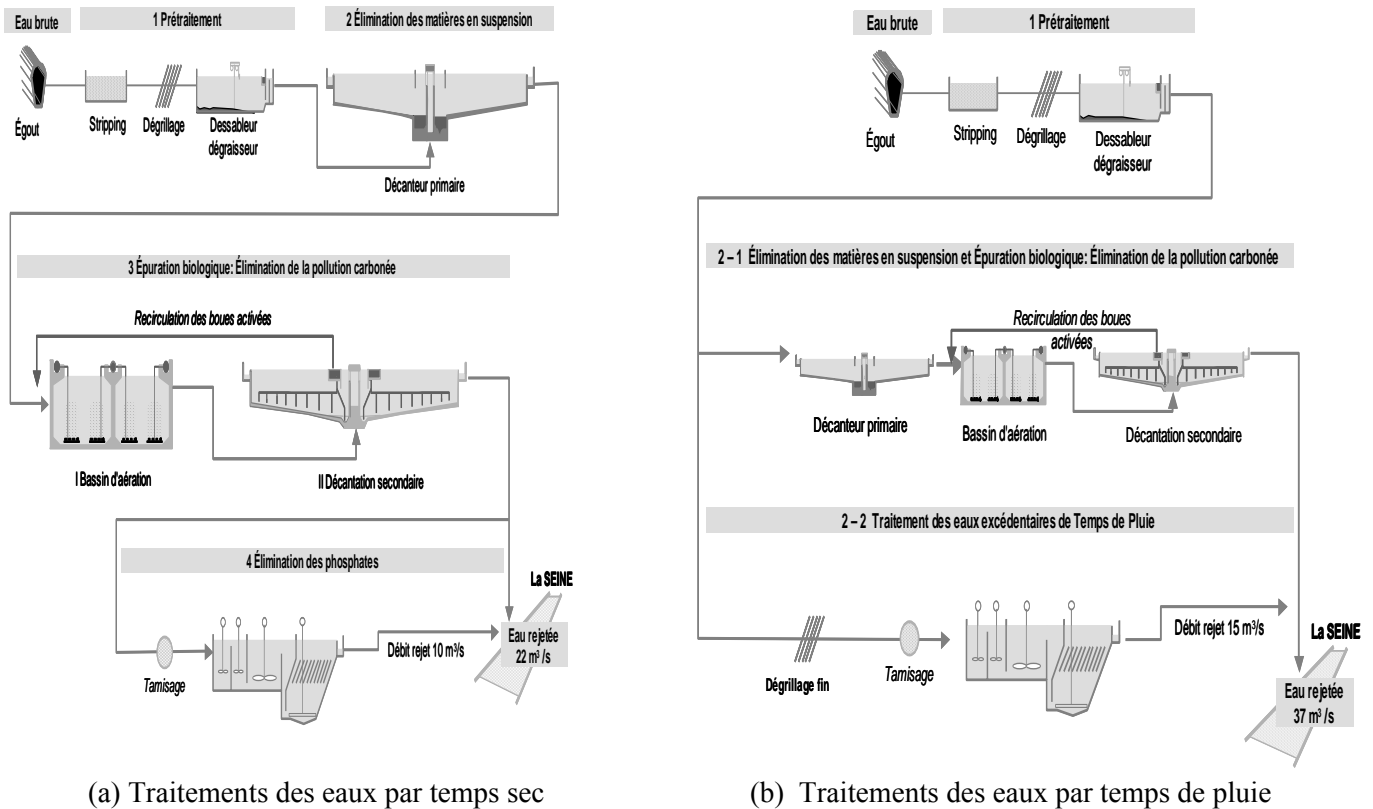 Eau brute
1 Prétraitement
2 Élimination des matières en suspension
Égout
Stripping
Dégrillage
Dessableur
dégraisseur
Décanteur primaire
3 Épuration biologique: Élimination de la pollution carbonée
Recirculation des boues activées
I Bassin d'aération
II Décantation secondaire
4 Élimination des phosphates
La SEINE
Tamisage
Débit rejet 10 m³/s
Eau rejetée
22 m³ /s
(a) Traitements des eaux par temps sec
Eau brute
1 Prétraitement
Égout
Stripping
Dégrillage
Dessableur
dégraisseur
2 – 1 Élimination des matières en suspension et Épuration biologique: Élimination de la pollution carbonée
Recirculation des boues
activées
Décanteur primaire
Bassin d'aération
Décantation secondaire
2 – 2 Traitement des eaux excédentaires de Temps de Pluie
Débit rejet 15 m³/s
La SEINE
Dégrillage fin
Tamisage
Eau rejetée
37 m³ /s
(b) Traitements des eaux par temps de pluie